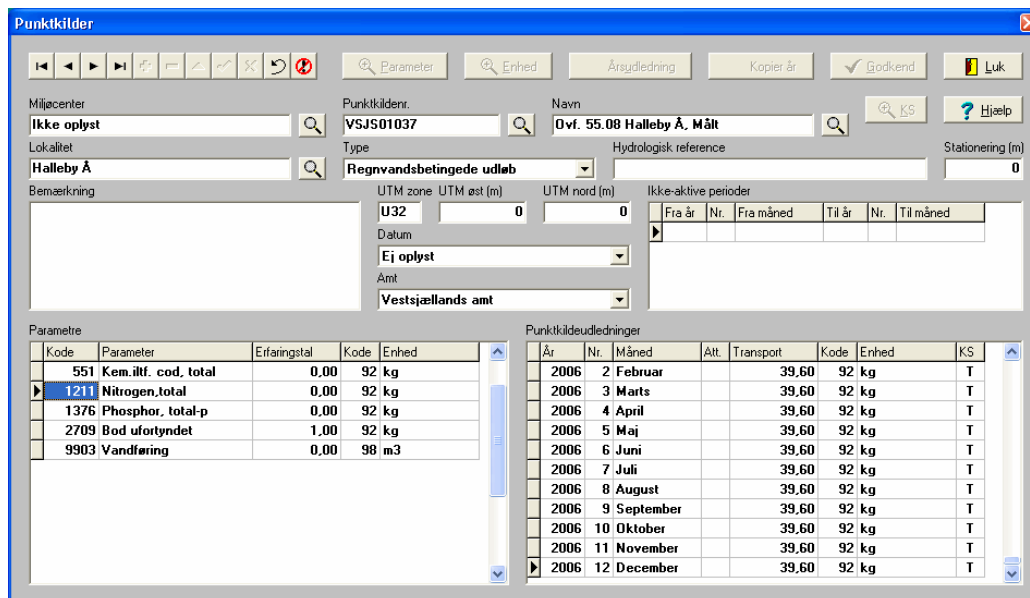 Punktkilder
Parameter Enhed Årsudledning Kopier år Godkend Luk
Miljøcenter Punktkildenr. Navn KS Hjælp
Ikke oplyst VSJS01037 Ovf. 55.08 Halleby Å, Målt
Lokalitet Type Hydrologisk reference Stationering (m)
Halleby Å Regnvandsbetingede udløb 0
Bemærkning UTM zone UTM øst (m) UTM nord (m) Ikke-aktive perioder
U32 0 0 Fra år Nr. Fra måned Til år Nr. Til måned
Datum
Ej oplyst
Amt
Vestsjællands amt
Parametre
Kode Parameter Erfaringstal Kode Enhed
551 Kem.iltf. cod, total 0,00 92 kg
1211 Nitrogen,total 0,00 92 kg
1376 Phosphor, total-p 0,00 92 kg
2709 Bod ufortyndet 1,00 92 kg
9903 Vandføring 0,00 98 m3
Punktkildeudledninger
År Nr. Måned Att. Transport Kode Enhed KS
2006 2 Februar 39,60 92 kg T
2006 3 Marts 39,60 92 kg T
2006 4 April 39,60 92 kg T
2006 5 Maj 39,60 92 kg T
2006 6 Juni 39,60 92 kg T
2006 7 Juli 39,60 92 kg T
2006 8 August 39,60 92 kg T
2006 9 September 39,60 92 kg T
2006 10 Oktober 39,60 92 kg T
2006 11 November 39,60 92 kg T
2006 12 December 39,60 92 kg T